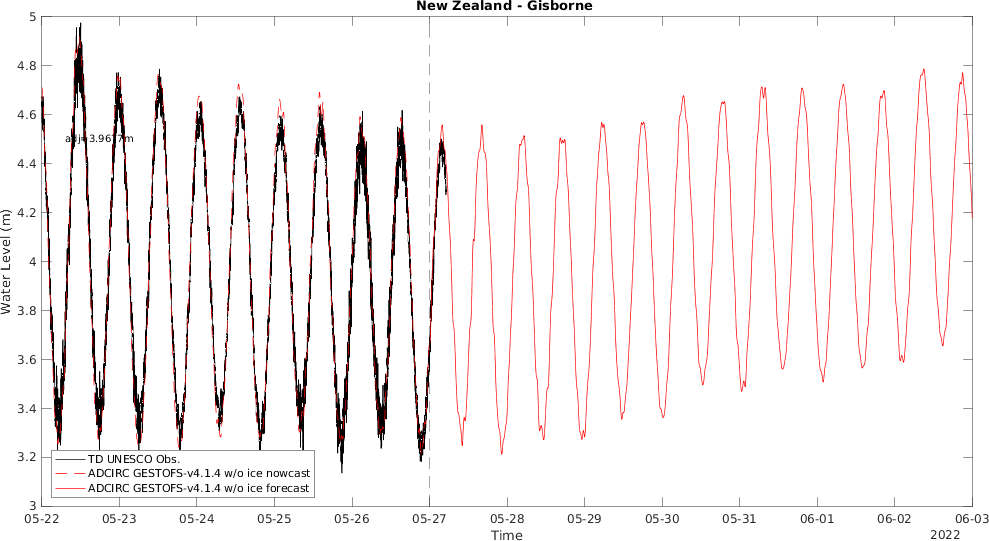 New Zealand - Gisborne
Water Level (m)
5
4.8
4.6
4.4
4.2
4
3.8
3.6
3.4
3.2
3
TD UNESCO Obs.
ADCIRC GESTOFS-v4.1.4 w/o ice nowcast
ADCIRC GESTOFS-v4.1.4 w/o ice forecast
05-22 05-23 05-24 05-25 05-26 05-27 05-28 05-29 05-30 05-31 06-01 06-02 06-03
Time
2022